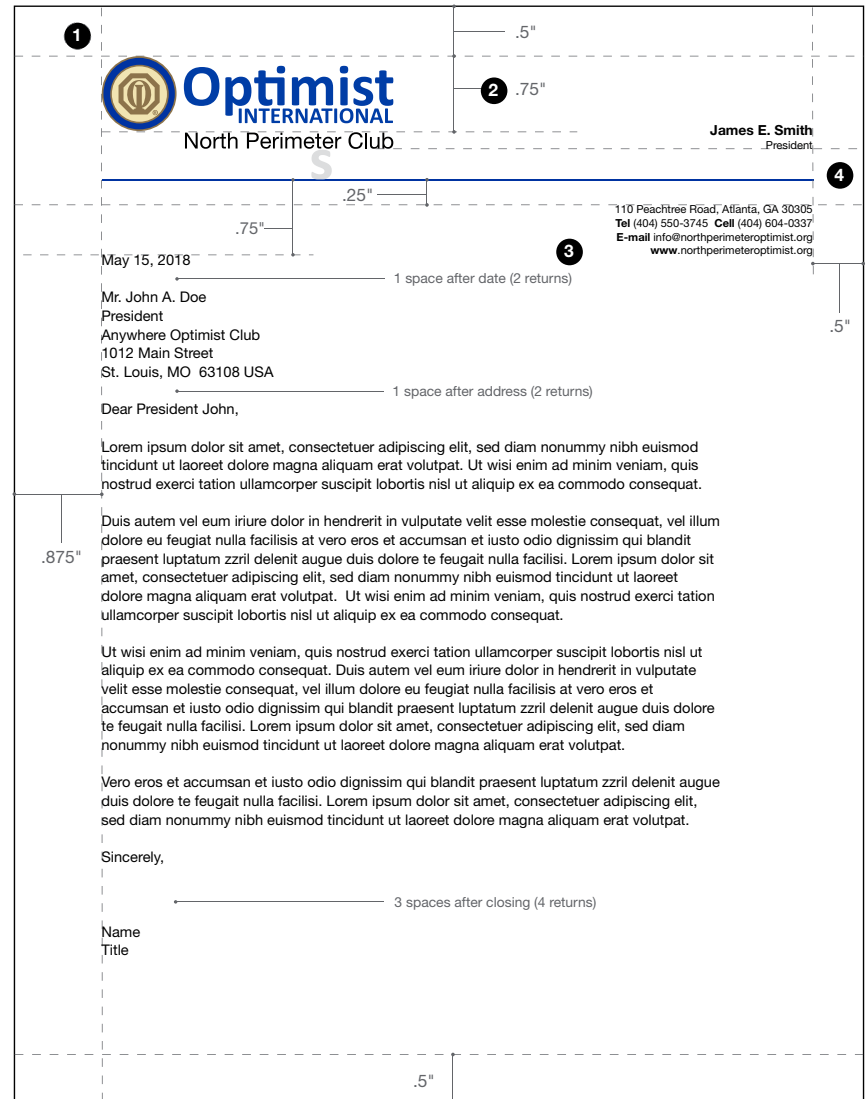 1
.5"
2 .75"
Optimist
INTERNATIONAL
North Perimeter Club
S
James E. Smith
President
4
.25"
.75"
110 Peachtree Road, Atlanta, GA 30305
Tel (404) 550-3745  Cell (404) 604-0337
E-mail info@northperimeteroptimist.org
www.northperimeteroptimist.org
3
May 15, 2018
1 space after date (2 returns)
Mr. John A. Doe
President
Anywhere Optimist Club
1012 Main Street
St. Louis, MO  63108 USA
.5"
1 space after address (2 returns)
Dear President John,
Lorem ipsum dolor sit amet, consectetuer adipiscing elit, sed diam nonummy nibh euismod
tincidunt ut laoreet dolore magna aliquam erat volutpat. Ut wisi enim ad minim veniam, quis
nostrud exerci tation ullamcorper suscipit lobortis nisl ut aliquip ex ea commodo consequat.
.875"
Duis autem vel eum iriure dolor in hendrerit in vulputate velit esse molestie consequat, vel illum
dolore eu feugiat nulla facilisis at vero eros et accumsan et iusto odio dignissim qui blandit
praesent luptatum zzril delenit augue duis dolore te feugait nulla facilisi. Lorem ipsum dolor sit
amet, consectetuer adipiscing elit, sed diam nonummy nibh euismod tincidunt ut laoreet
dolore magna aliquam erat volutpat.  Ut wisi enim ad minim veniam, quis nostrud exerci tation
ullamcorper suscipit lobortis nisl ut aliquip ex ea commodo consequat.
Ut wisi enim ad minim veniam, quis nostrud exerci tation ullamcorper suscipit lobortis nisl ut
aliquip ex ea commodo consequat. Duis autem vel eum iriure dolor in hendrerit in vulputate
velit esse molestie consequat, vel illum dolore eu feugiat nulla facilisis at vero eros et
accumsan et iusto odio dignissim qui blandit praesent luptatum zzril delenit augue duis dolore
te feugait nulla facilisi. Lorem ipsum dolor sit amet, consectetuer adipiscing elit, sed diam
nonummy nibh euismod tincidunt ut laoreet dolore magna aliquam erat volutpat.
Vero eros et accumsan et iusto odio dignissim qui blandit praesent luptatum zzril delenit augue
duis dolore te feugait nulla facilisi. Lorem ipsum dolor sit amet, consectetuer adipiscing elit,
sed diam nonummy nibh euismod tincidunt ut laoreet dolore magna aliquam erat volutpat.
Sincerely,
3 spaces after closing (4 returns)
Name
Title
.5"